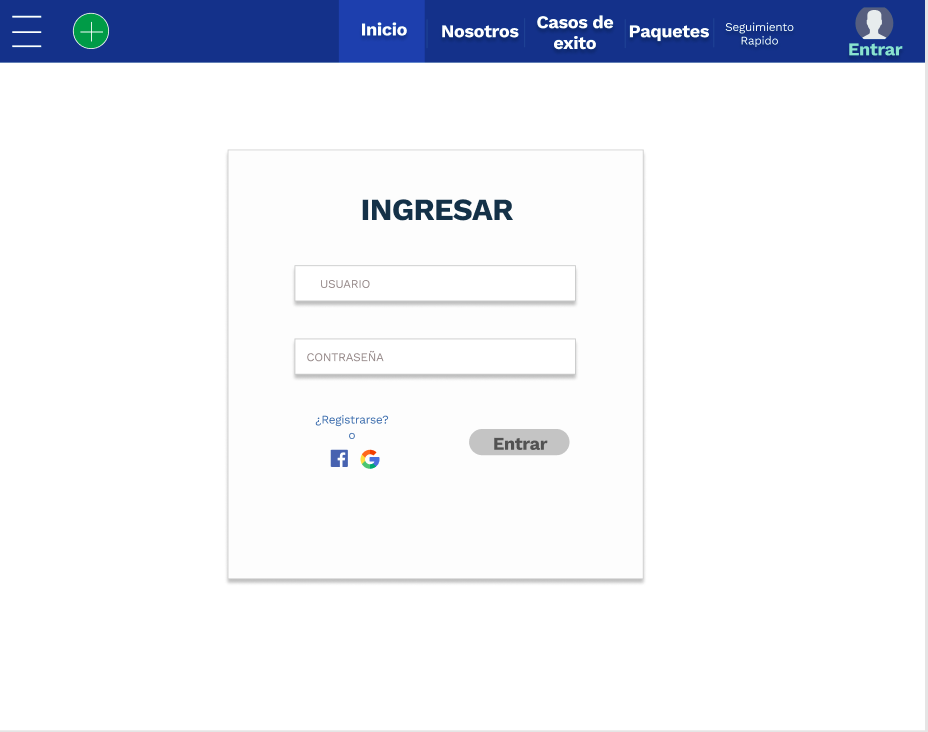 Inicio
Nosotros
Casos de
exito
Paquetes
Seguimiento
Rapido
Entrar
INGRESAR
USUARIO
CONTRASEÑA
¿Registrarse?
o
Entrar